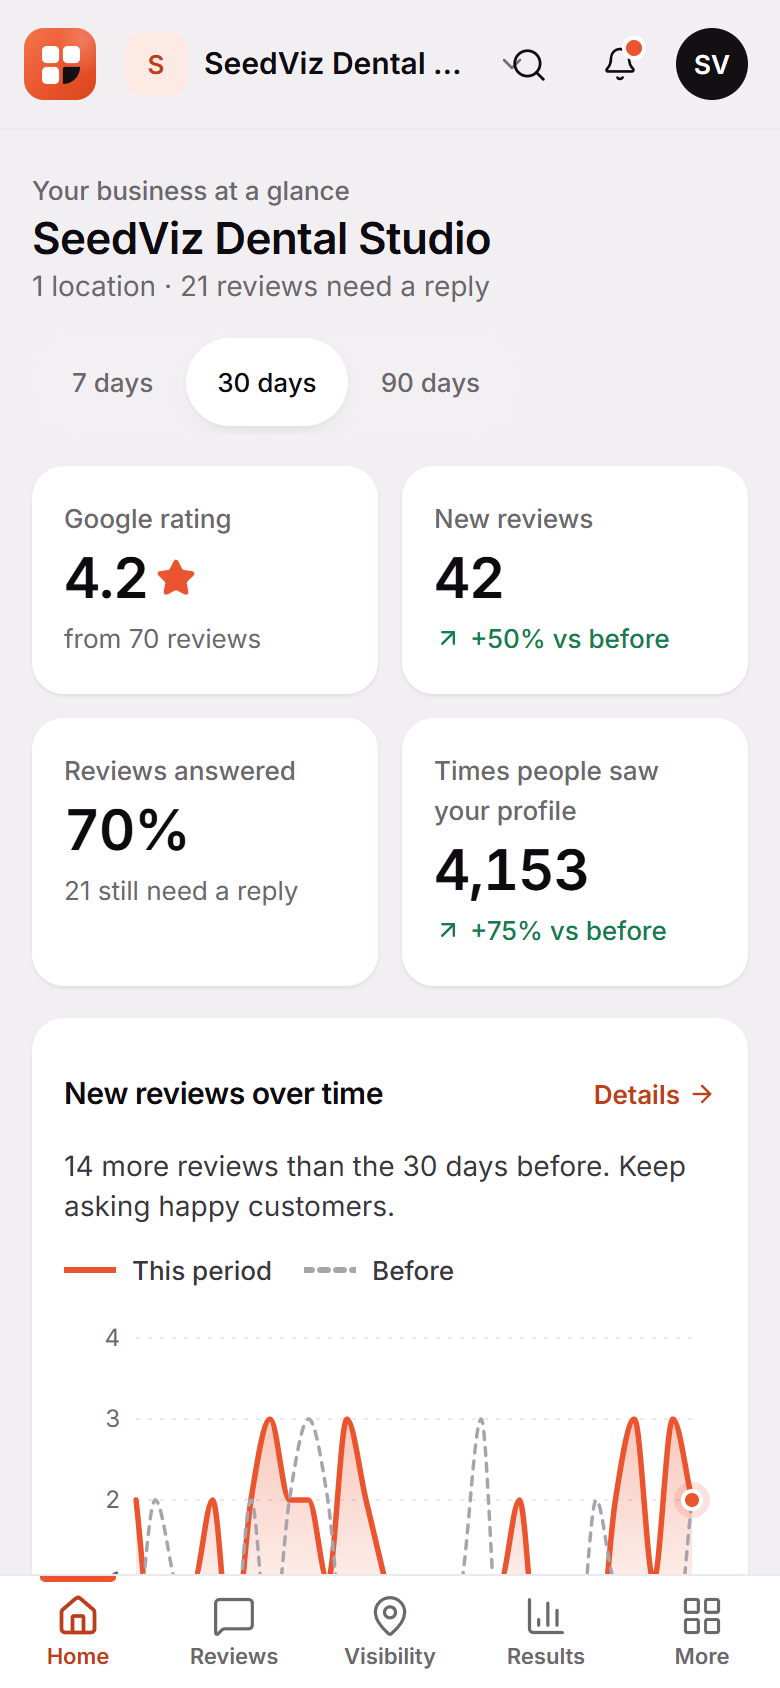 S
SeedViz Dental ...
SV
Your business at a glance
SeedViz Dental Studio
1 location · 21 reviews need a reply
7 days
30 days
90 days
Google rating
4.2
from 70 reviews
New reviews
42
+50% vs before
Reviews answered
70%
21 still need a reply
Times people saw
your profile
4,153
+75% vs before
New reviews over time
Details
14 more reviews than the 30 days before. Keep
asking happy customers.
This period
Before
4
3
2
Home
Reviews
Visibility
Results
More